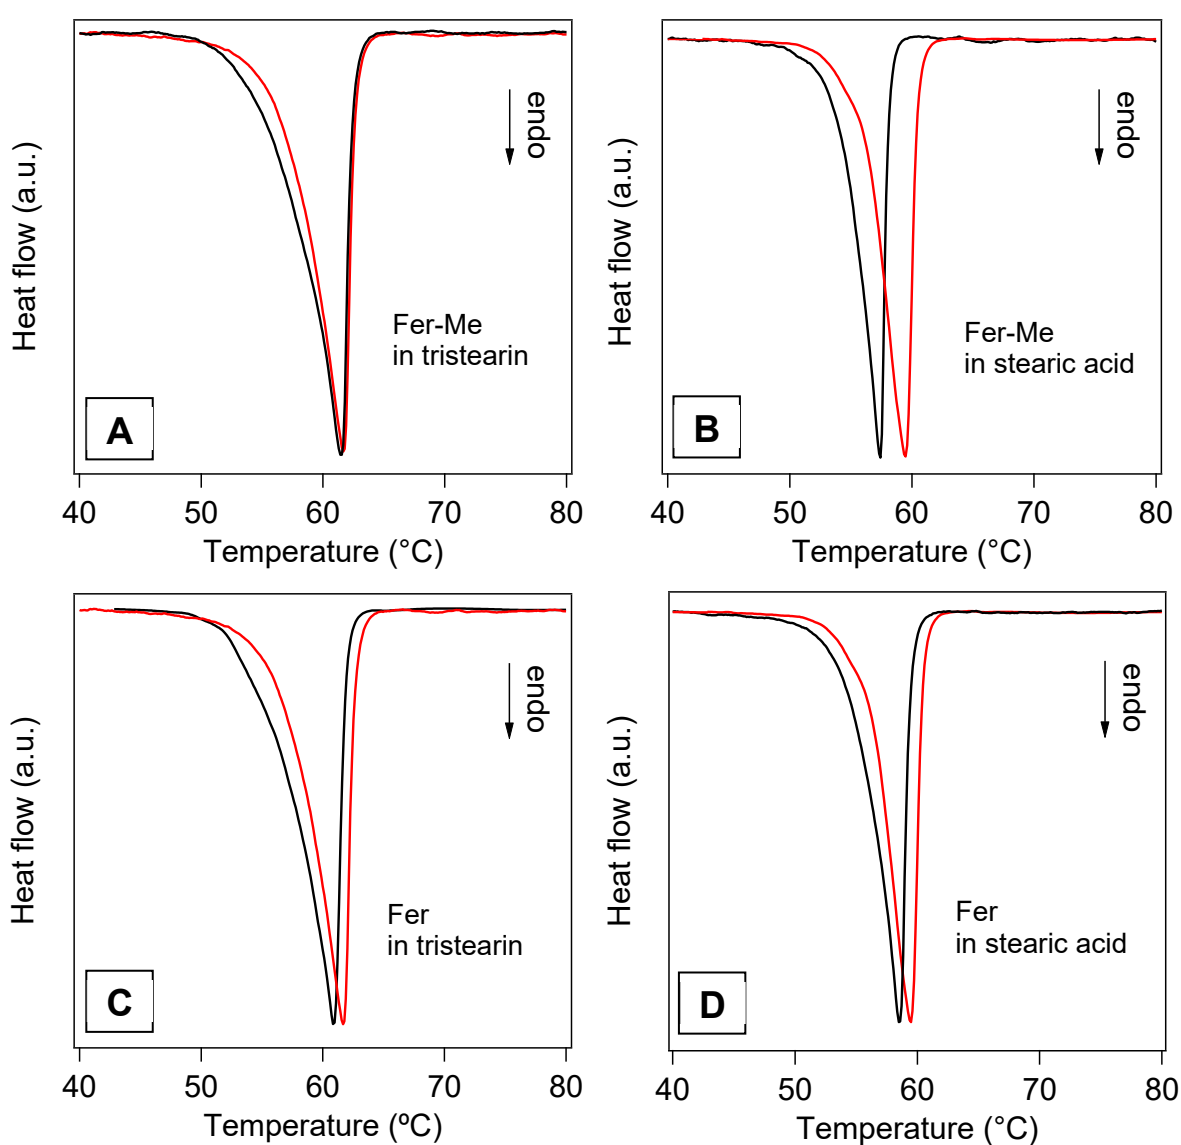 Heat flow (a.u.)
endo
Fer-Me
in tristearin
A
40 50 60 70 80
Temperature (°C)
Heat flow (a.u.)
endo
Fer-Me
in stearic acid
B
40 50 60 70 80
Temperature (°C)
Heat flow (a.u.)
endo
Fer
in tristearin
C
40 50 60 70 80
Temperature (ºC)
Heat flow (a.u.)
endo
Fer
in stearic acid
D
40 50 60 70 80
Temperature (°C)